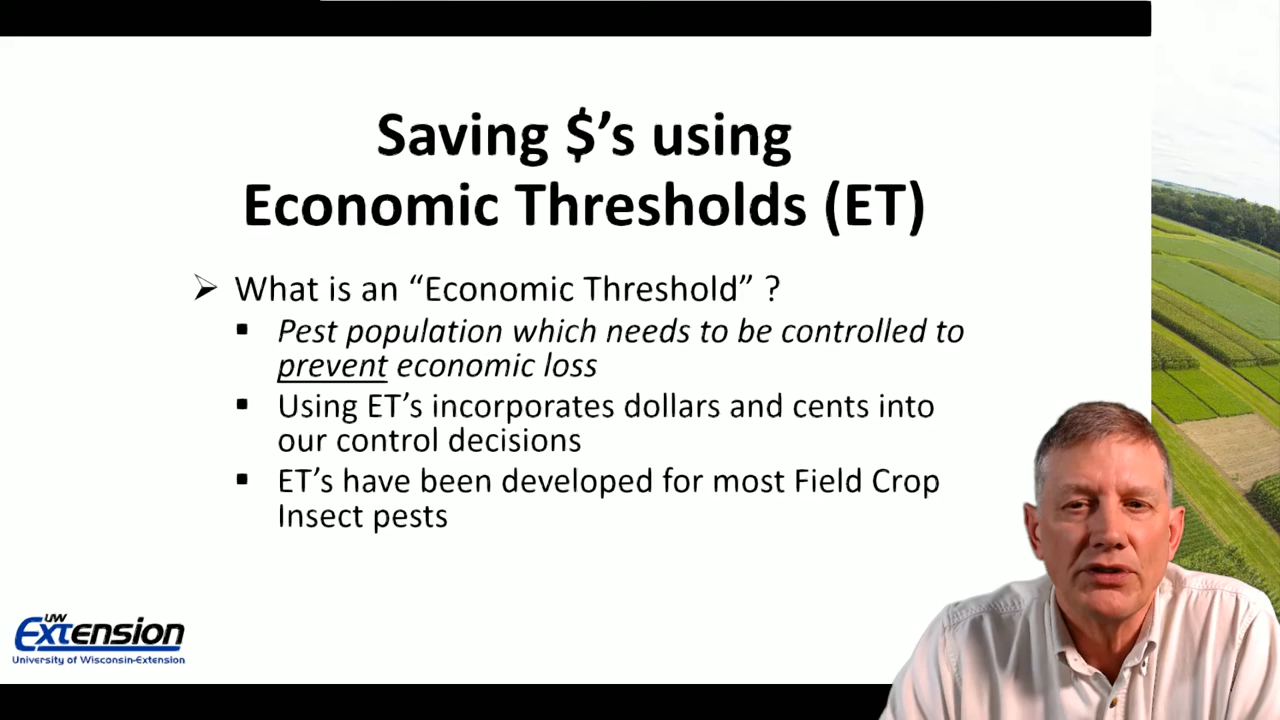 Saving $’s using
Economic Thresholds (ET)
➢ What is an “Economic Threshold” ?
▪ Pest population which needs to be controlled to
prevent economic loss
▪ Using ET’s incorporates dollars and cents into
our control decisions
▪ ET’s have been developed for most Field Crop
Insect pests
UW
Extension
University of Wisconsin-Extension